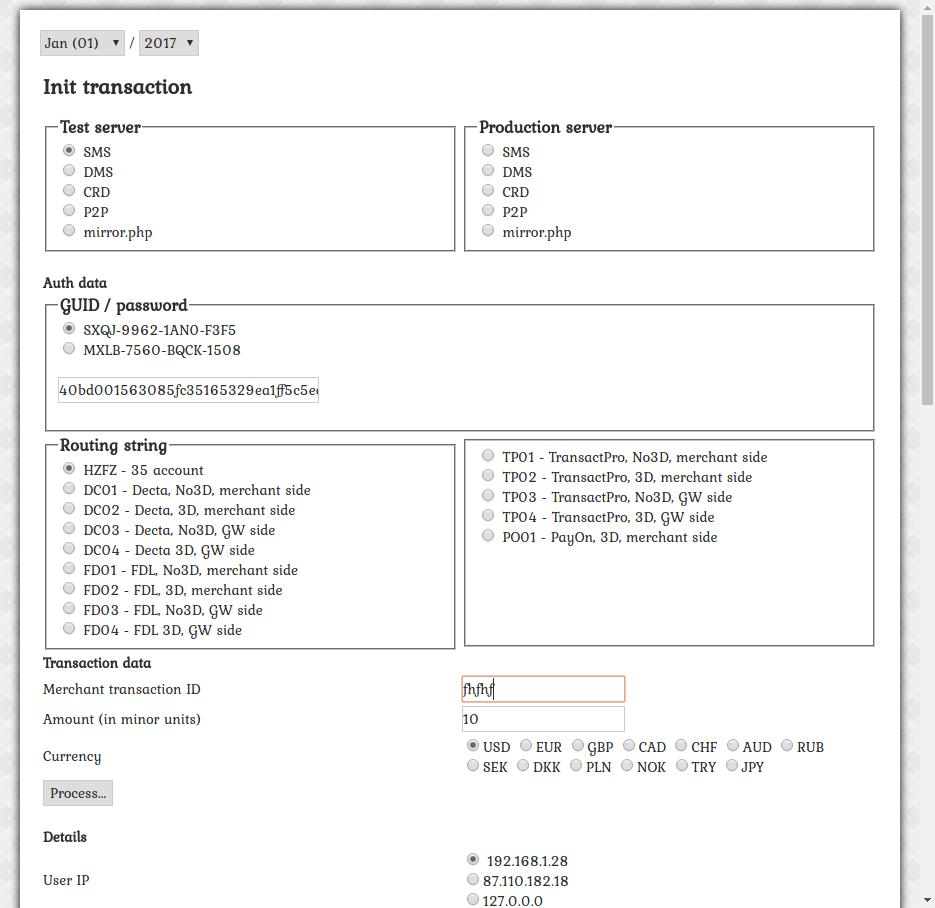 Jan (01) / 2017
Init transaction
Test server
SMS
DMS
CRD
P2P
mirror.php
Production server
SMS
DMS
CRD
P2P
mirror.php
Auth data
GUID / password
SXQJ-9962-1AN0-F3F5
MXLB-7560-BQCK-1508
40bd001563085fc35165329ea1ff5c5e
Routing string
HZFZ - 35 account
DC01 - Decta, No3D, merchant side
DC02 - Decta, 3D, merchant side
DC03 - Decta, No3D, GW side
DC04 - Decta 3D, GW side
FD01 - FDL, No3D, merchant side
FD02 - FDL, 3D, merchant side
FD03 - FDL, No3D, GW side
FD04 - FDL 3D, GW side
TP01 - TransactPro, No3D, merchant side
TP02 - TransactPro, 3D, merchant side
TP03 - TransactPro, No3D, GW side
TP04 - TransactPro, 3D, GW side
PO01 - PayOn, 3D, merchant side
Transaction data
Merchant transaction ID fhfhf
Amount (in minor units) 10
Currency
USD EUR GBP CAD CHF AUD RUB
SEK DKK PLN NOK TRY JPY
Process...
Details
User IP
192.168.1.28
87.110.182.18
127.0.0.0